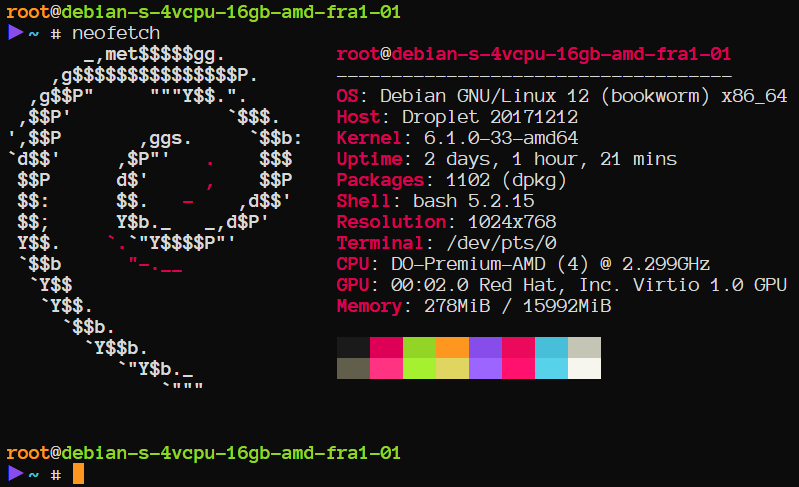 root@debian-s-4vcpu-16gb-amd-fra1-01
▶~ # neofetch
       _,met$$$$$gg.          root@debian-s-4vcpu-16gb-amd-fra1-01
    ,g$$$$$$$$$$$$$$$P.       ------------------------------------
  ,g$$P"     """Y$$.".        OS: Debian GNU/Linux 12 (bookworm) x86_64
 ,$$P'              `$$$.     Host: Droplet 20171212
',$$P       ,ggs.     `$$b:   Kernel: 6.1.0-33-amd64
`d$$'     ,$P"'   .    $$$    Uptime: 2 days, 1 hour, 21 mins
 $$P      d$'     ,    $$P    Packages: 1102 (dpkg)
 $$:      $$.   -    ,d$$'    Shell: bash 5.2.15
 $$;      Y$b._   _,d$P'      Resolution: 1024x768
 Y$$.    `.`"Y$$$$P"'         Terminal: /dev/pts/0
 `$$b      "-.__              CPU: DO-Premium-AMD (4) @ 2.299GHz
  `Y$$                        GPU: 00:02.0 Red Hat, Inc. Virtio 1.0 GPU
   `Y$$.                      Memory: 278MiB / 15992MiB
     `$$b.
       `Y$$b.
          `"Y$b._
              `"""
root@debian-s-4vcpu-16gb-amd-fra1-01
▶~ #